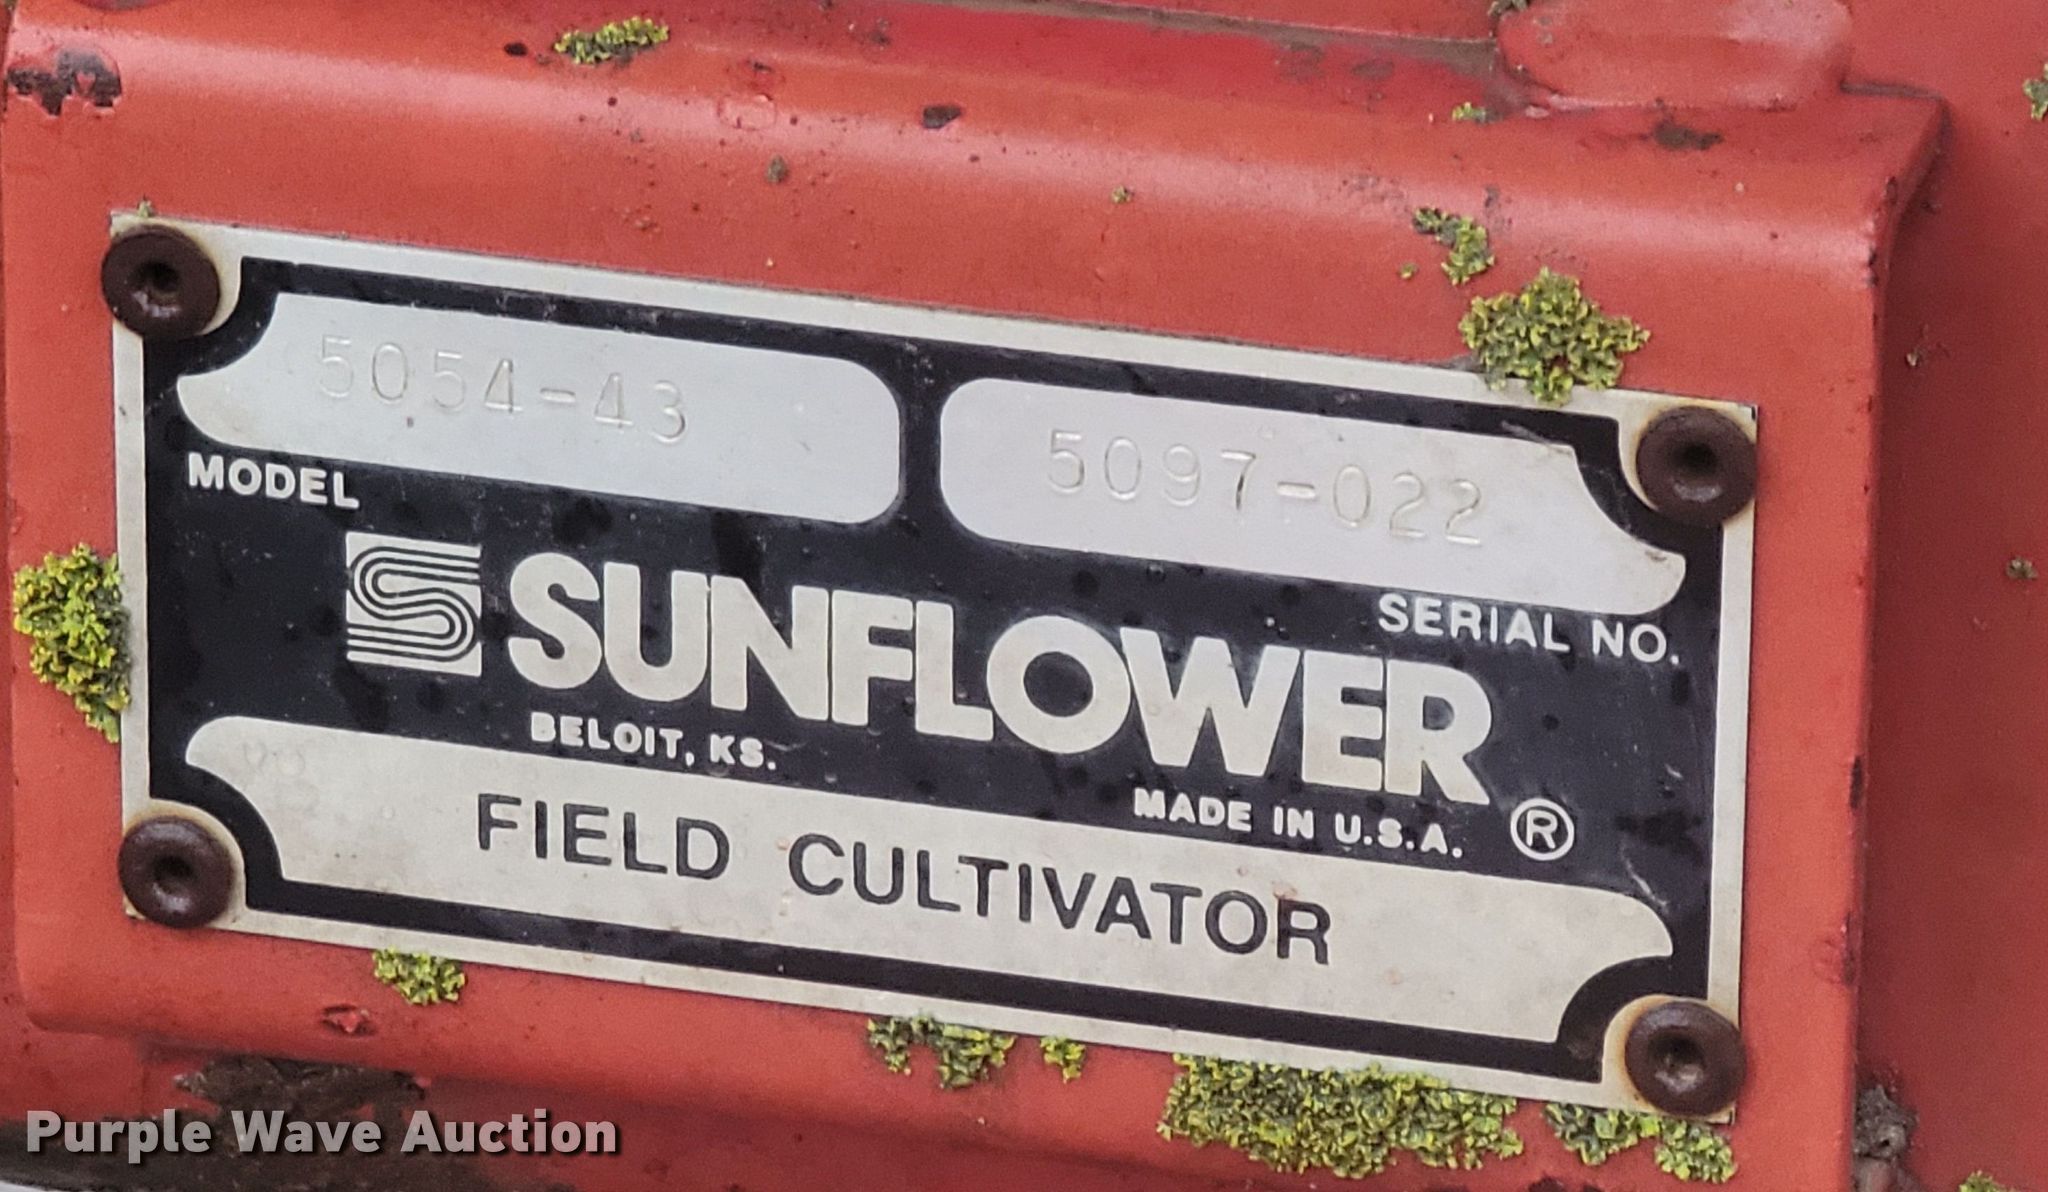 5054-43
5097-022
MODEL
SERIAL NO.
SUNFLOWER
BELOIT, KS.
MADE IN U.S.A. ®
FIELD CULTIVATOR
Purple Wave Auction